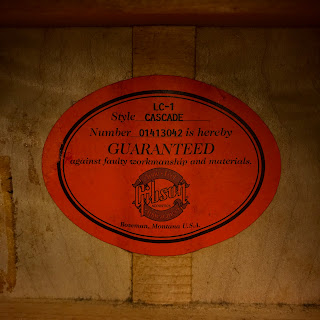 LC-1
Style CASCADE
Number 01413042 is hereby
GUARANTEED
against faulty workmanship and materials.
Gibson
Bozeman, Montana U.S.A.